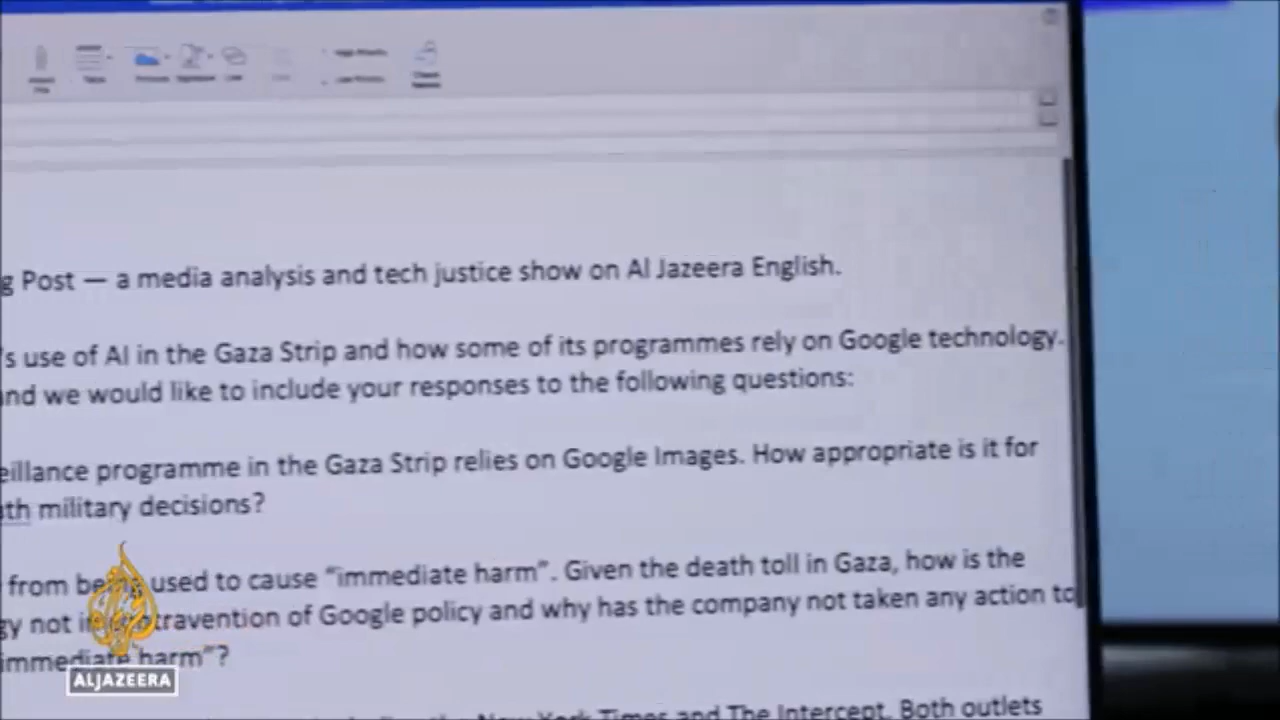 g Post — a media analysis and tech justice show on Al Jazeera English.
's use of AI in the Gaza Strip and how some of its programmes rely on Google technology.
and we would like to include your responses to the following questions:
eillance programme in the Gaza Strip relies on Google Images. How appropriate is it for
ath military decisions?
from being used to cause “immediate harm”. Given the death toll in Gaza, how is the
gy not in contravention of Google policy and why has the company not taken any action to
immediate harm”?
the New York Times and The Intercept. Both outlets
ALJAZEERA